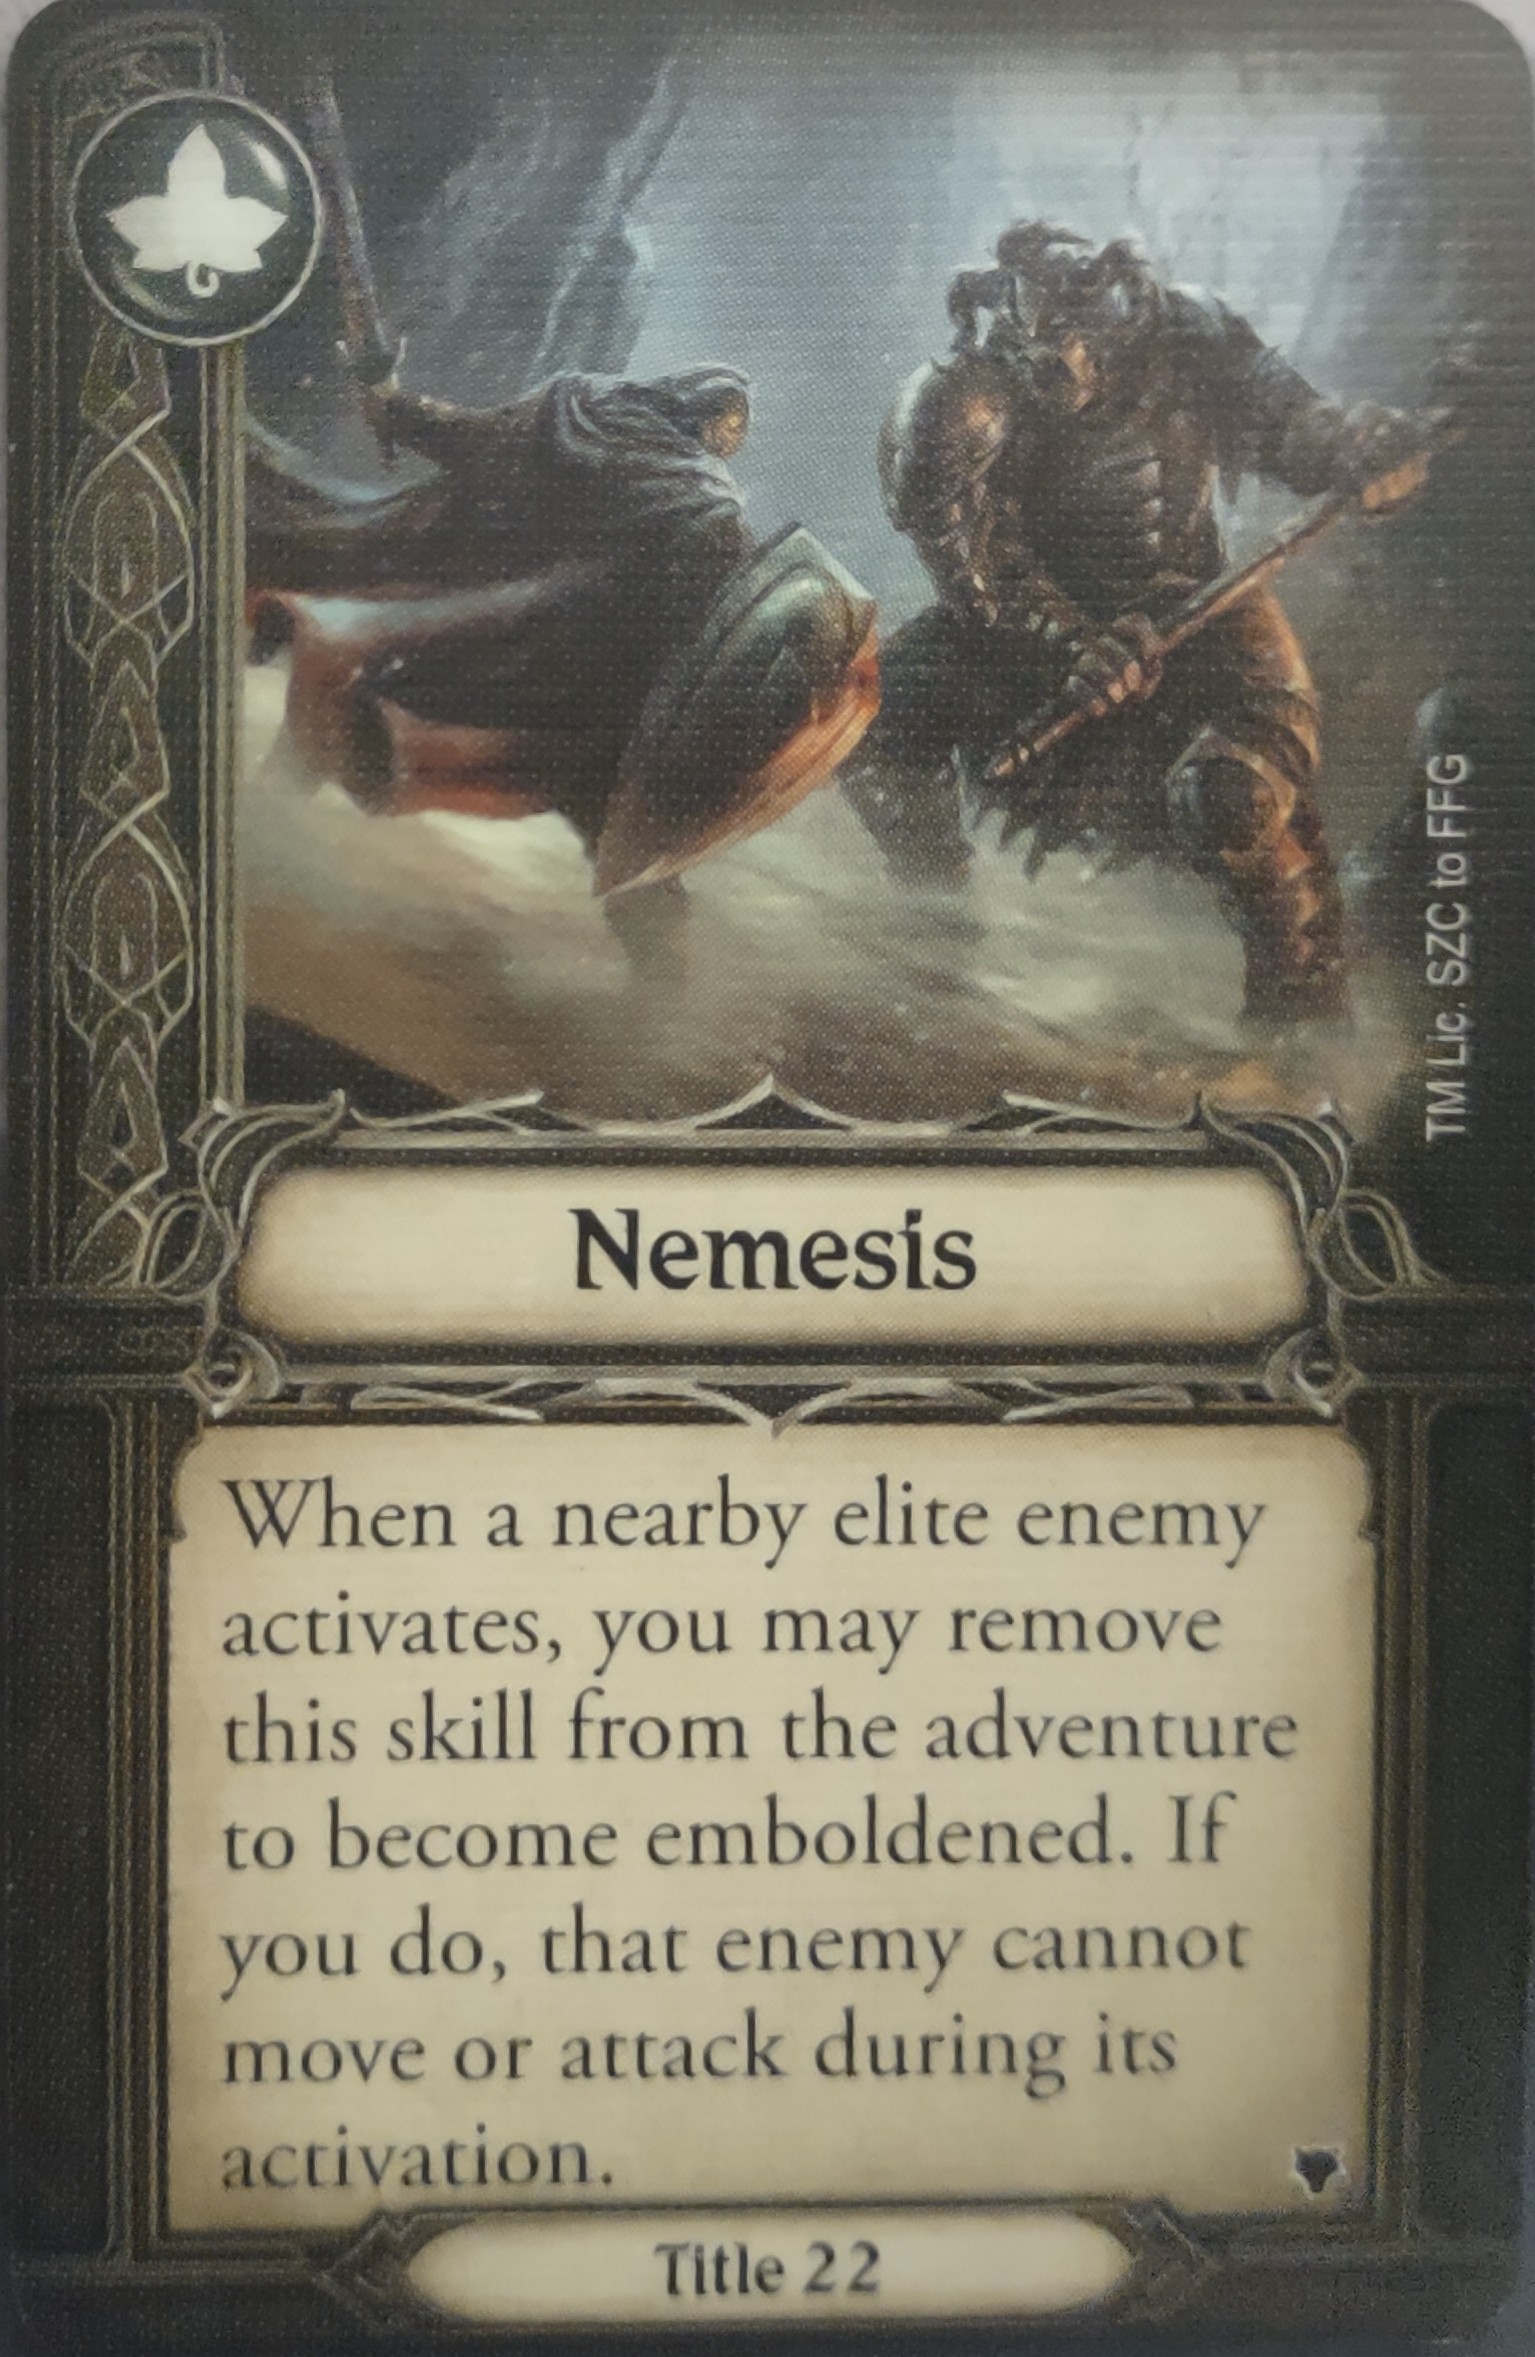 TM Lic. SZC to FFG
Nemesis
When a nearby elite enemy
activates, you may remove
this skill from the adventure
to become emboldened. If
you do, that enemy cannot
move or attack during its
activation.
Title 22